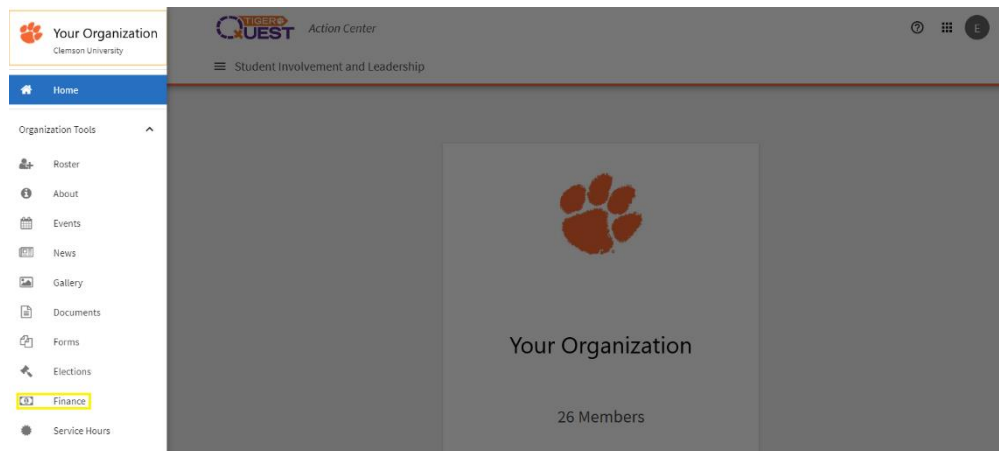 Your Organization
Clemson University
Home
Organization Tools
Roster
About
Events
News
Gallery
Documents
Forms
Elections
Finance
Service Hours
TIGER QUEST Action Center
E
Student Involvement and Leadership
Your Organization
26 Members